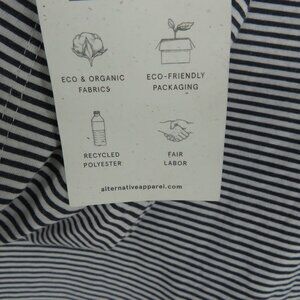 ECO & ORGANIC
FABRICS
ECO-FRIENDLY
PACKAGING
RECYCLED
POLYESTER
FAIR
LABOR
alternativeapparel.com